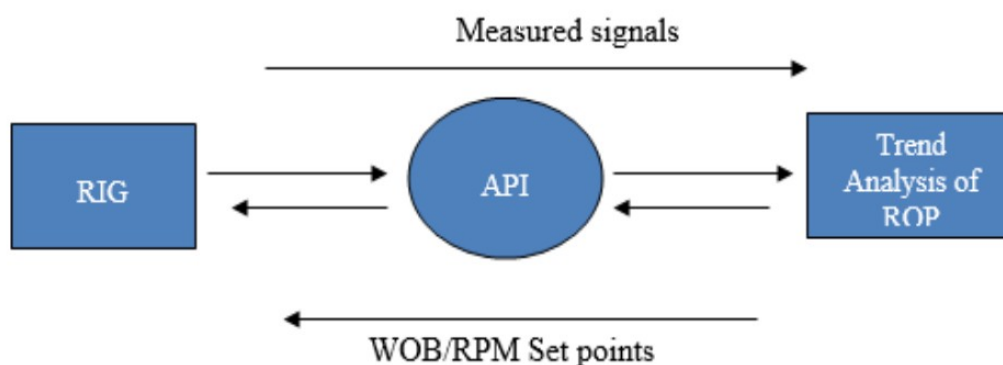 Measured signals
RIG
API
Trend
Analysis of
ROP
WOB/RPM Set points